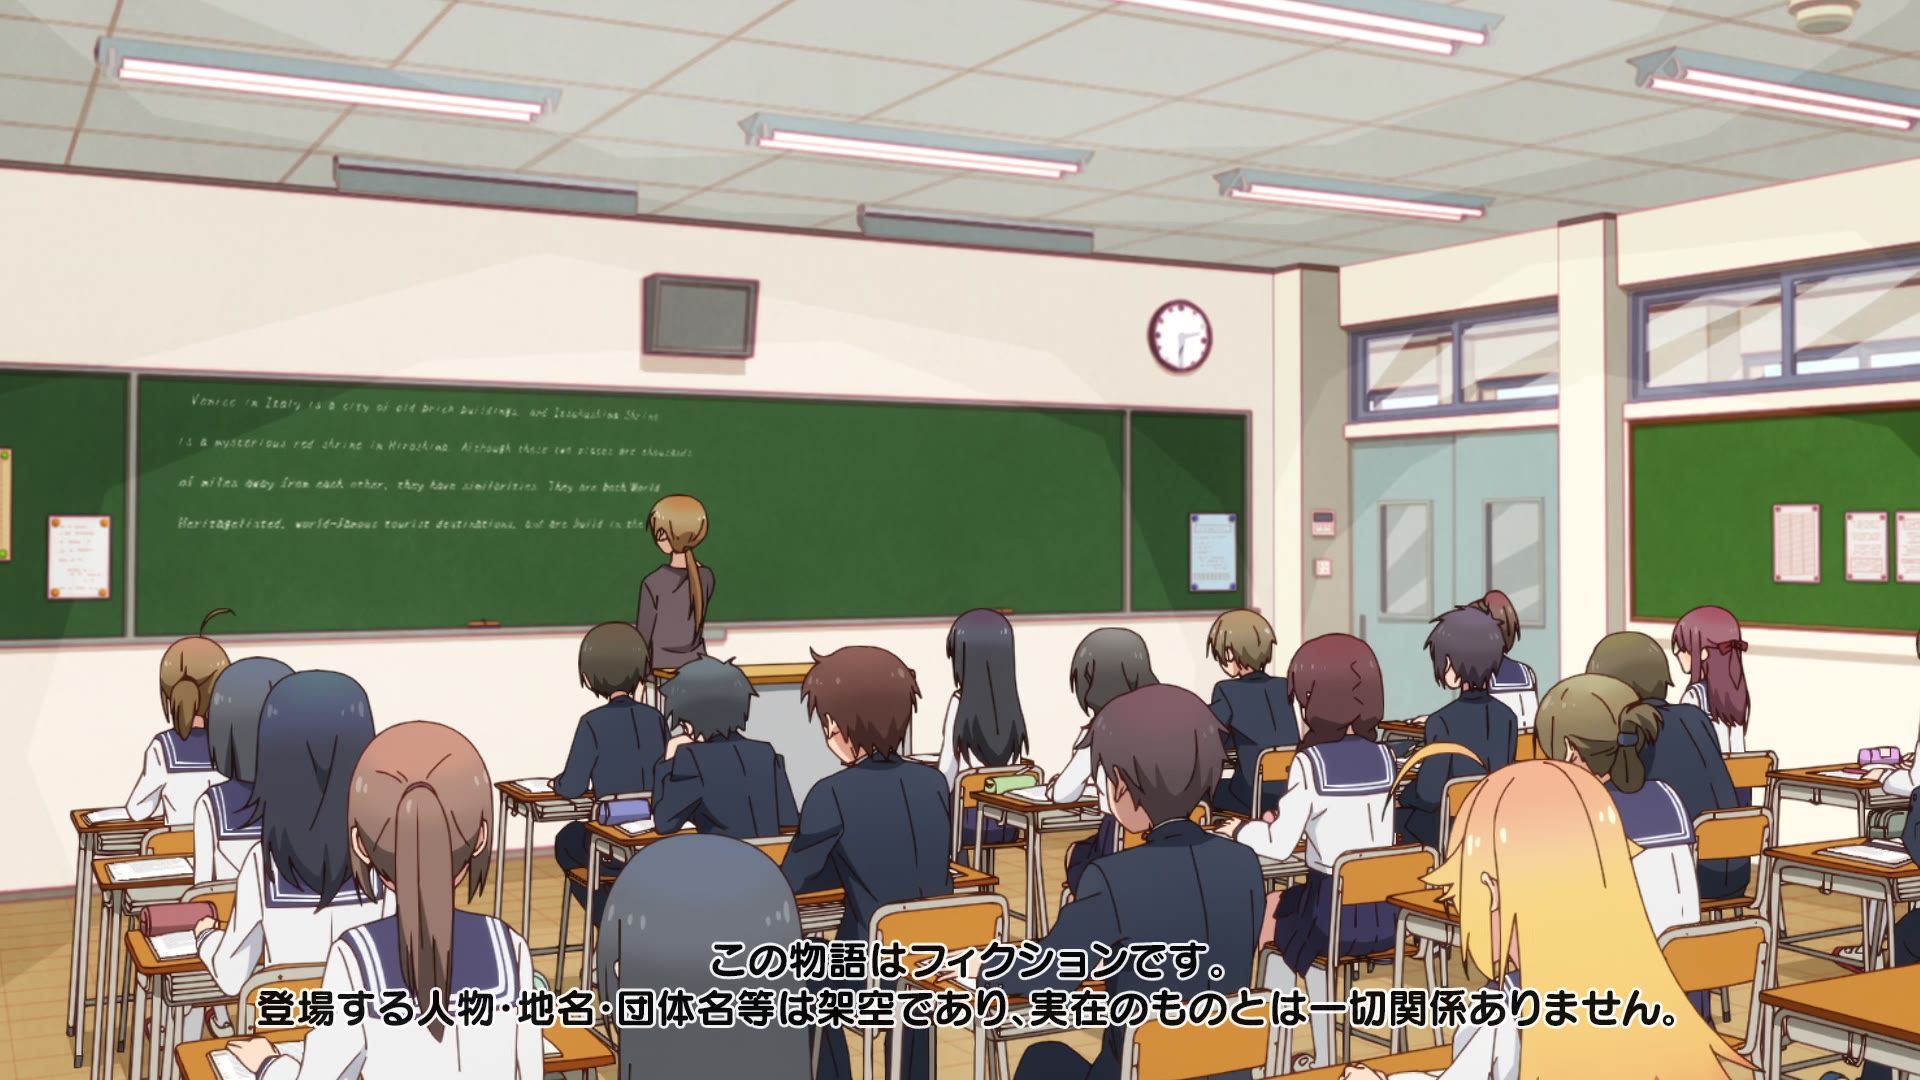 Venice in Italy is a city of old brick buildings, and Itsukushima Shrine
is a mysterious red shrine in Hiroshima. Although these two places are thousands
of miles away from each other, they have similarities. They are both World
Heritagelisted, world-famous tourist destinations, and are build in the
この物語はフィクションです。
登場する人物・地名・団体名等は架空であり、実在のものとは一切関係ありません。